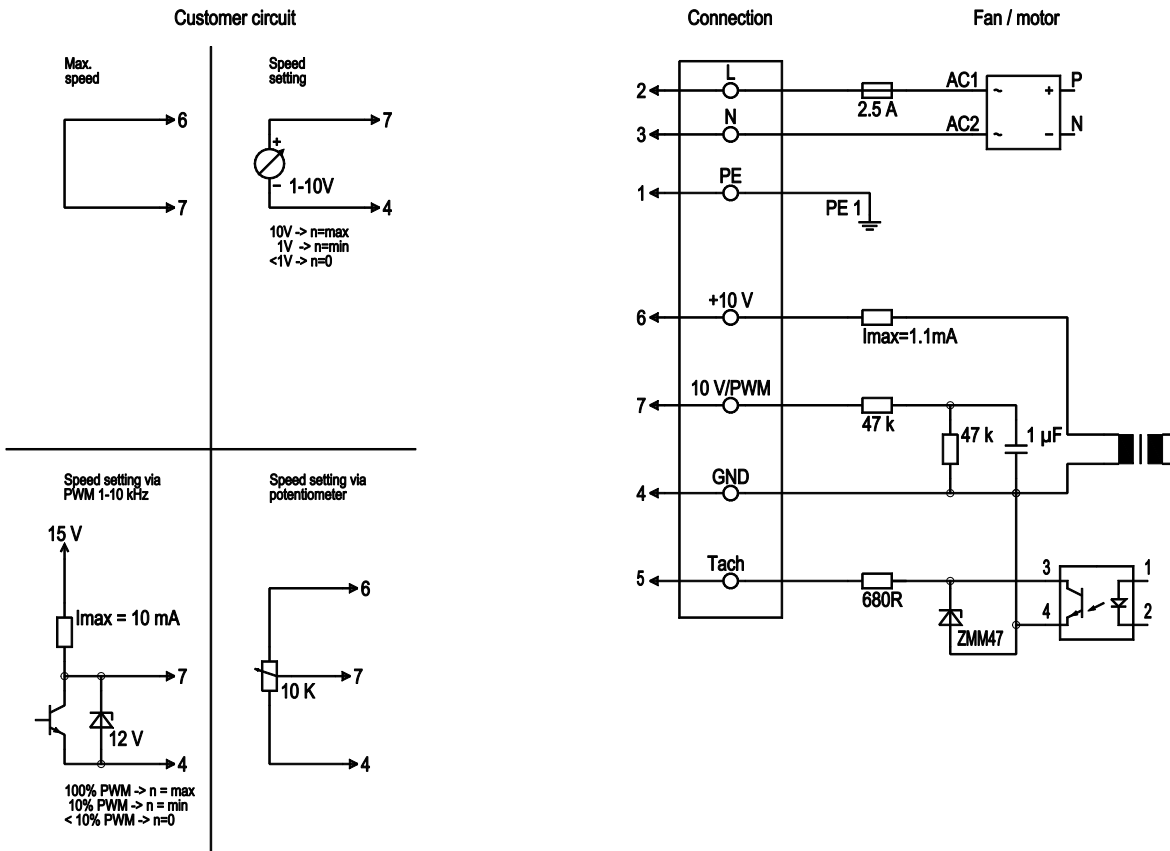 Customer circuit
Max.
speed
6
7
Speed
setting
7
+
–
1-10V
4
10V -> n=max
1V -> n=min
<1V -> n=0
Speed setting via
PWM 1-10 kHz
15 V
Imax = 10 mA
7
12 V
4
100% PWM -> n = max
10% PWM -> n = min
< 10% PWM -> n=0
Speed setting via
potentiometer
6
7
10 K
4
Connection
Fan / motor
2
L
2.5 A
AC1
~
+
P
3
N
AC2
~
–
N
1
PE
PE 1
6
+10 V
Imax=1.1mA
7
10 V/PWM
47 k
47 k
1 µF
4
GND
5
Tach
680R
ZMM47
3
4
1
2